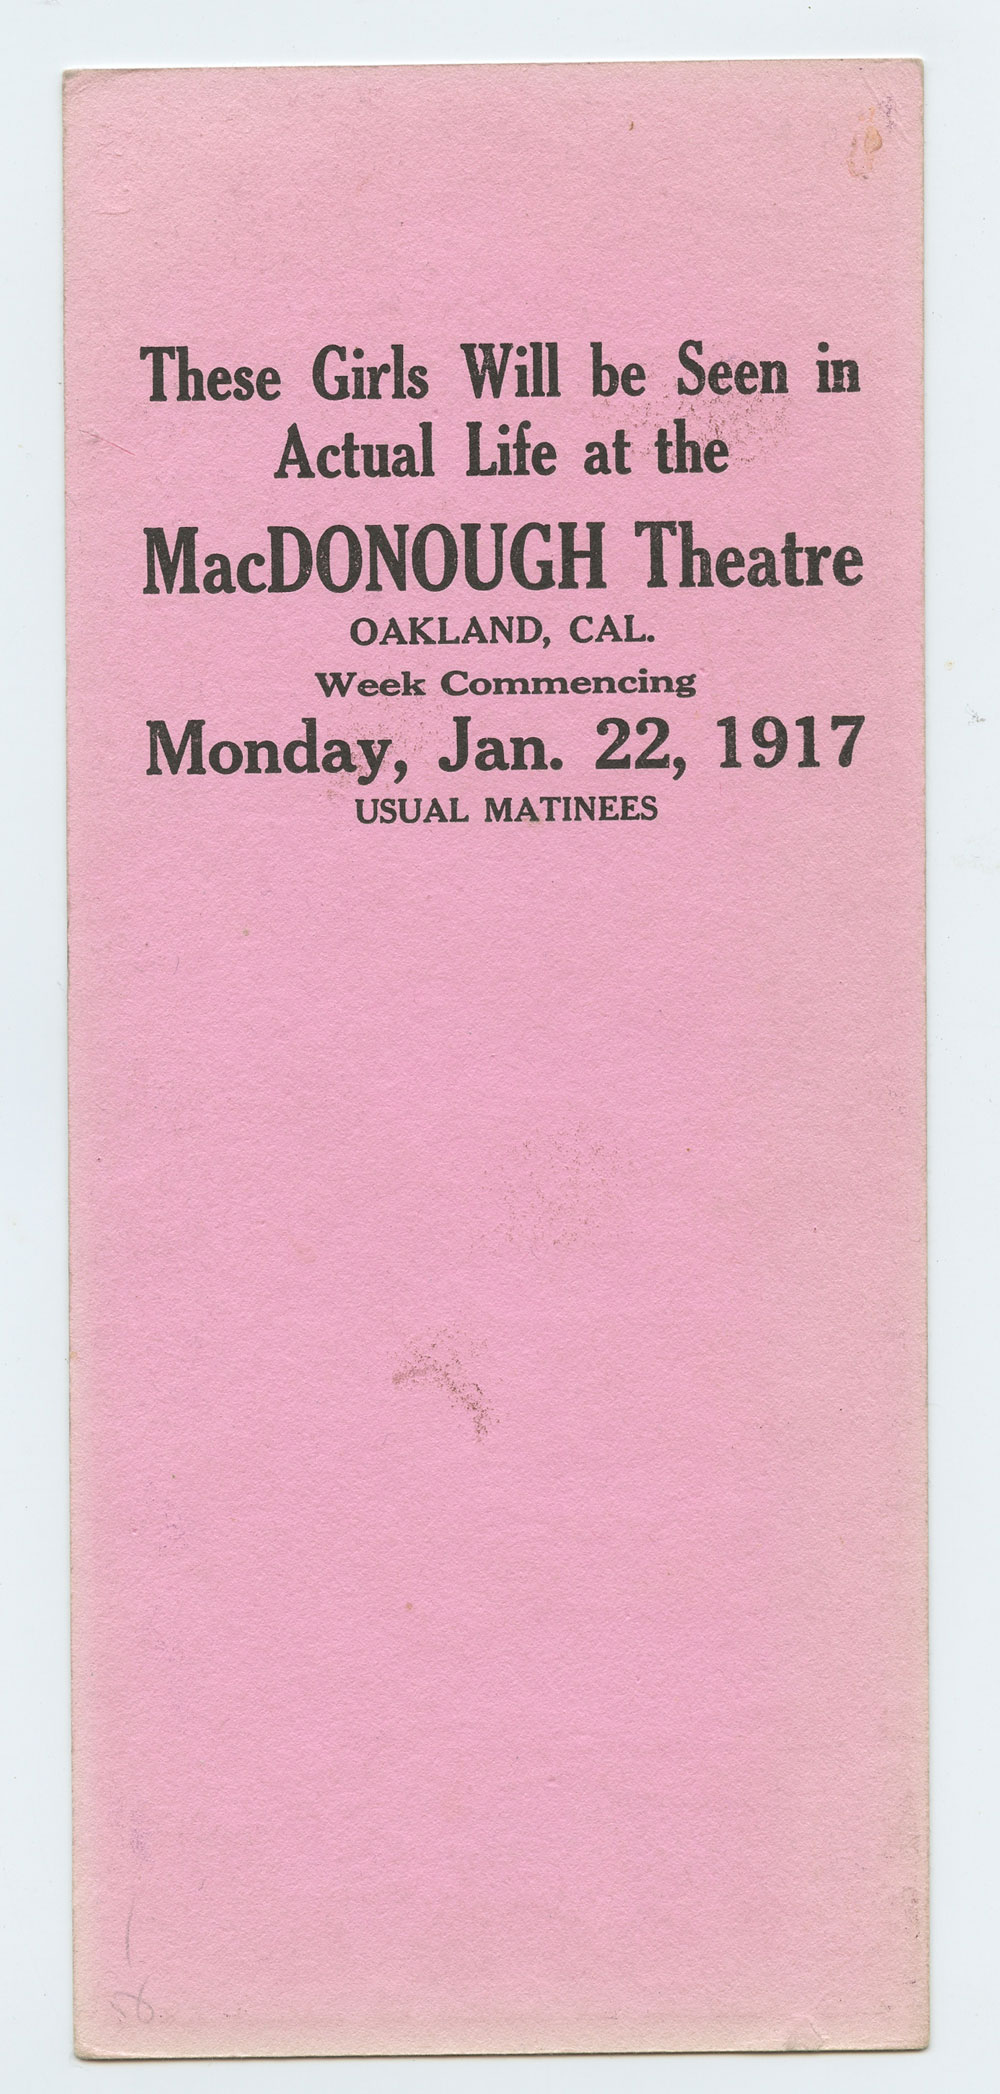 These Girls Will be Seen in
Actual Life at the
MacDONOUGH Theatre
OAKLAND, CAL.
Week Commencing
Monday, Jan. 22, 1917
USUAL MATINEES